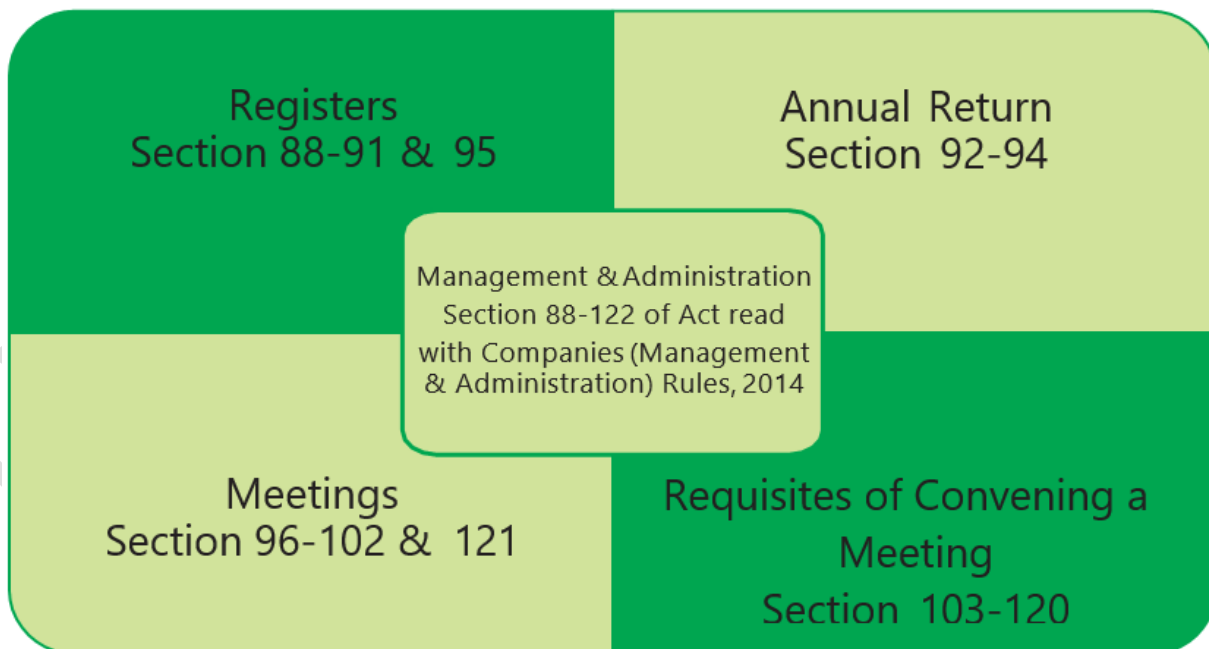 Registers
Section 88-91 & 95
Annual Return
Section 92-94
Management & Administration
Section 88-122 of Act read
with Companies (Management
& Administration) Rules, 2014
Meetings
Section 96-102 & 121
Requisites of Convening a
Meeting
Section 103-120